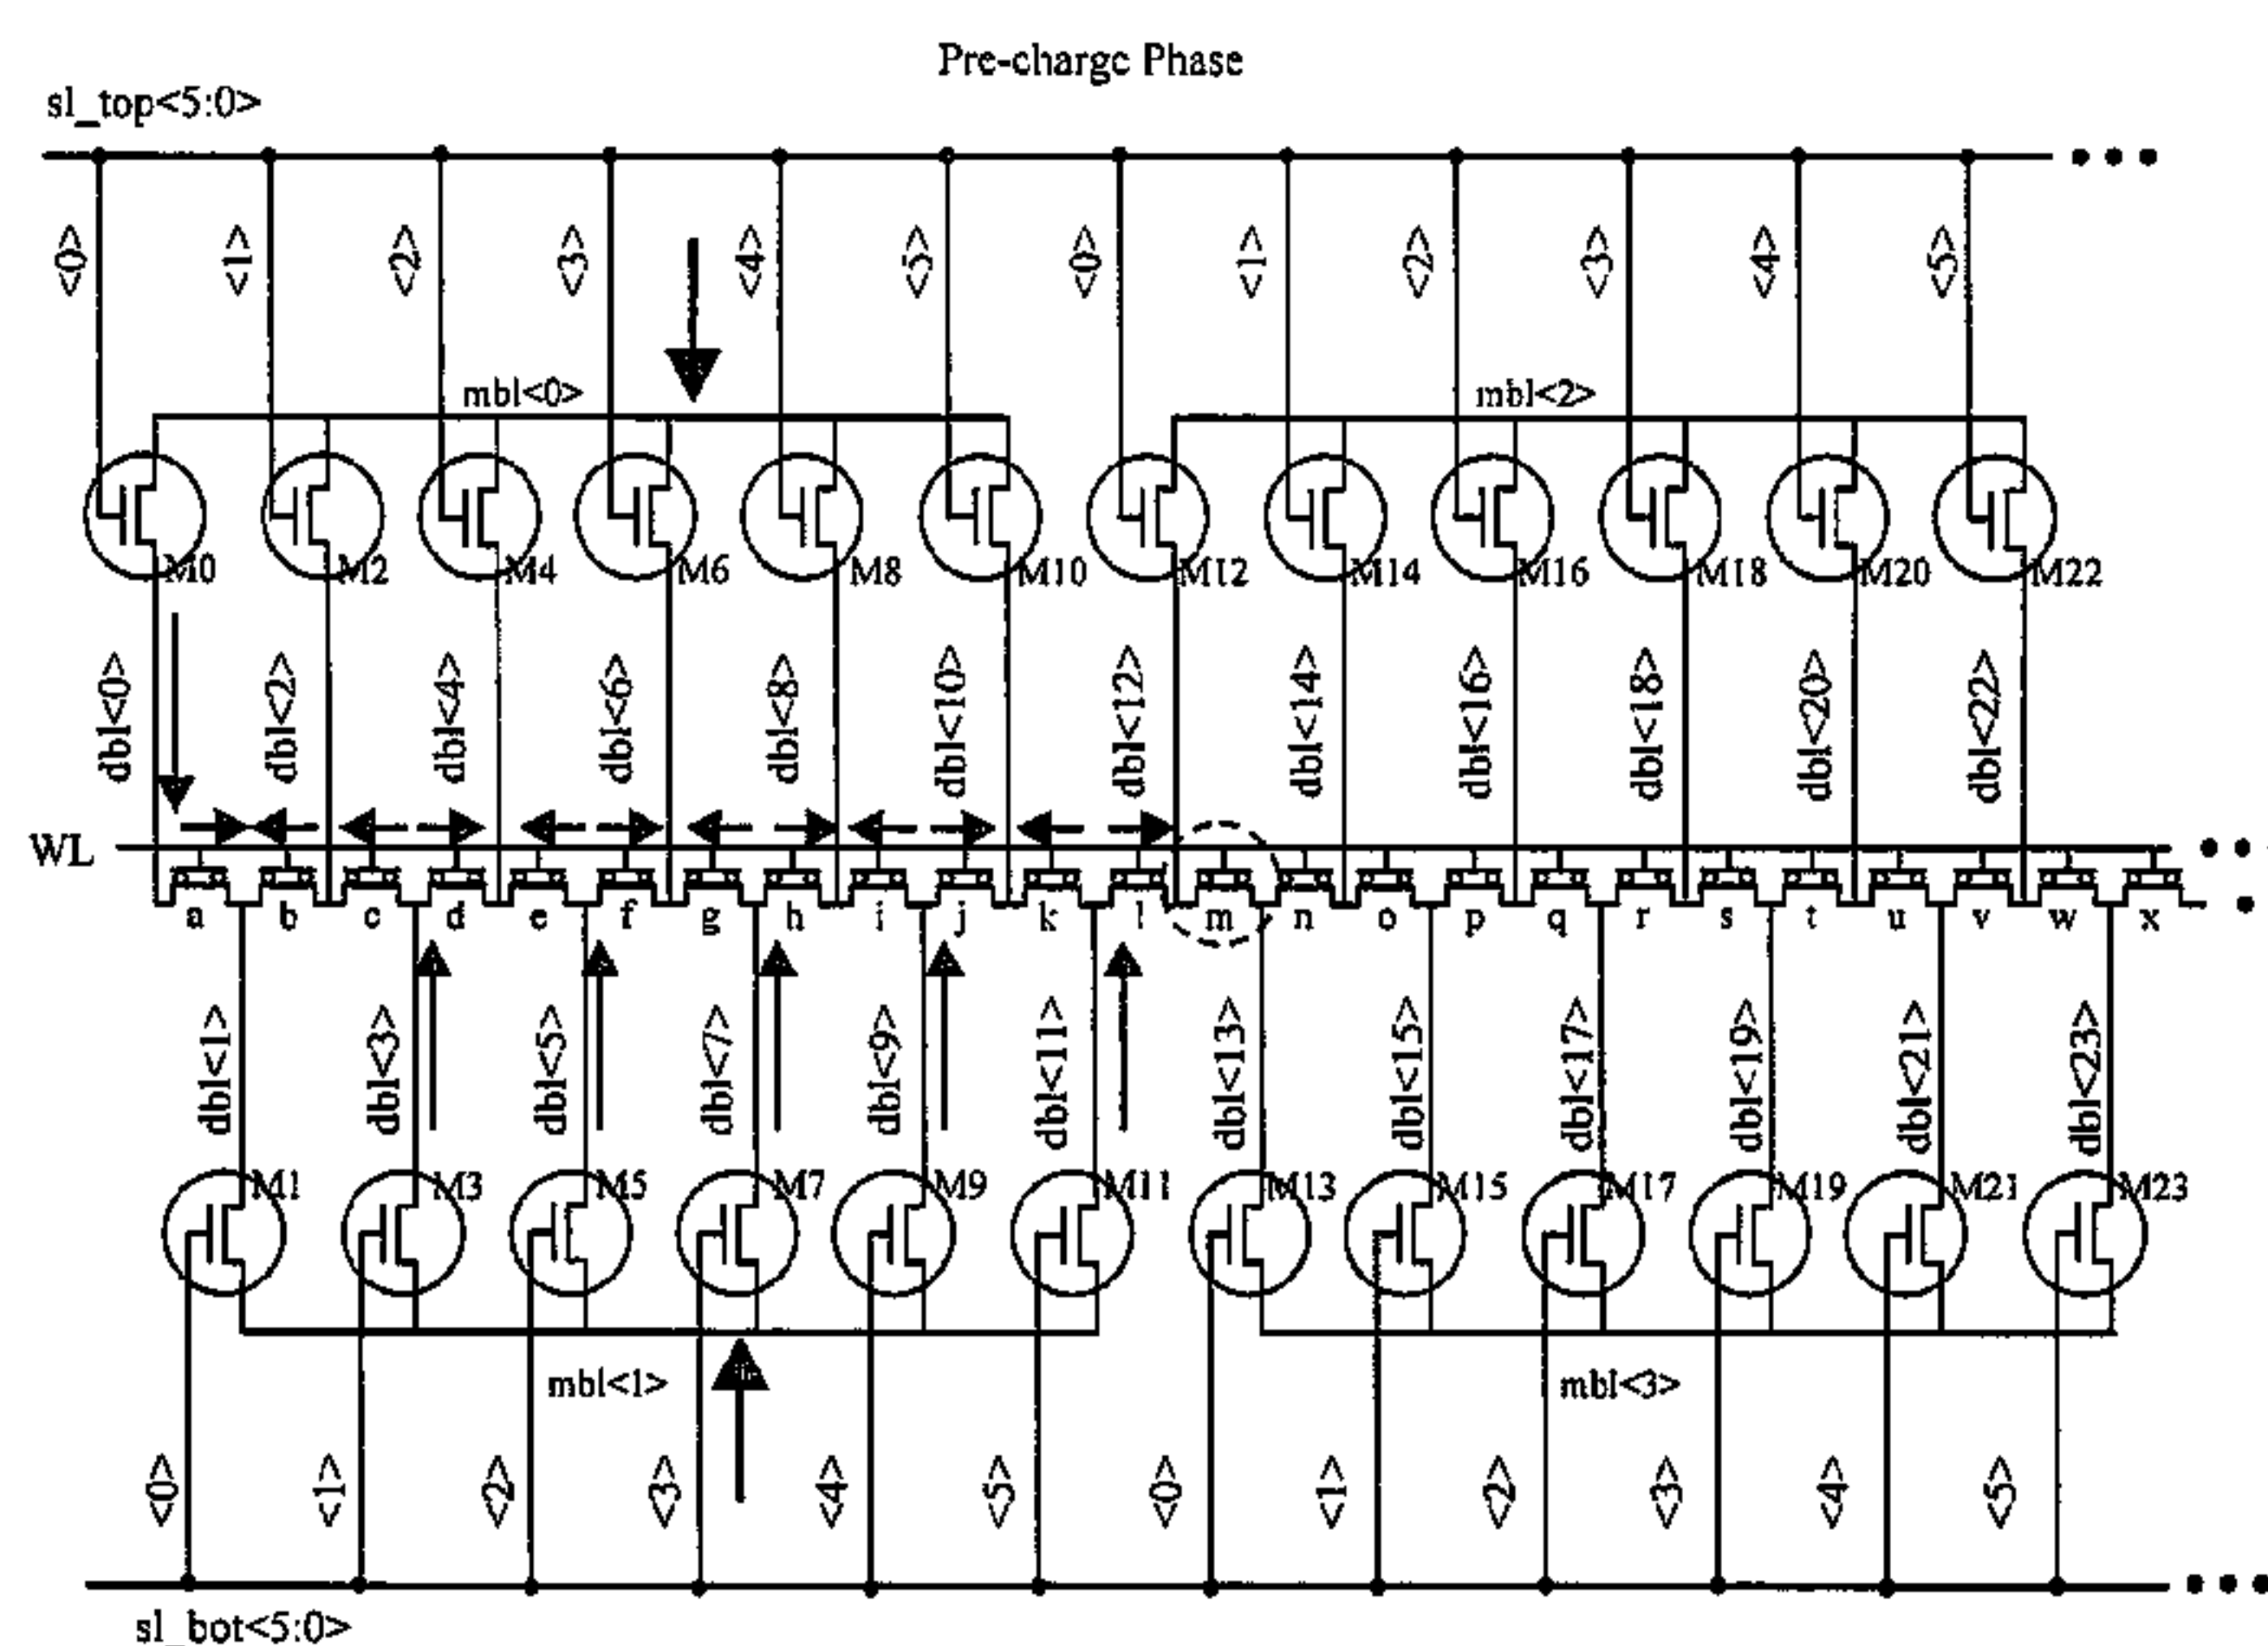 Pre-charge Phase
sl_top<5:0>
<0> <1> <2> <3> <4> <5> <0> <1> <2> <3> <4> <5>
mbl<0> mbl<2>
M0 M2 M4 M6 M8 M10 M12 M14 M16 M18 M20 M22
dbl<0> dbl<2> dbl<4> dbl<6> dbl<8> dbl<10> dbl<12> dbl<14> dbl<16> dbl<18> dbl<20> dbl<22>
WL
a b c d e f g h i j k l m n o p q r s t u v w x
dbl<1> dbl<3> dbl<5> dbl<7> dbl<9> dbl<11> dbl<13> dbl<15> dbl<17> dbl<19> dbl<21> dbl<23>
M1 M3 M5 M7 M9 M11 M13 M15 M17 M19 M21 M23
mbl<1> mbl<3>
<0> <1> <2> <3> <4> <5> <0> <1> <2> <3> <4> <5>
sl_bot<5:0>